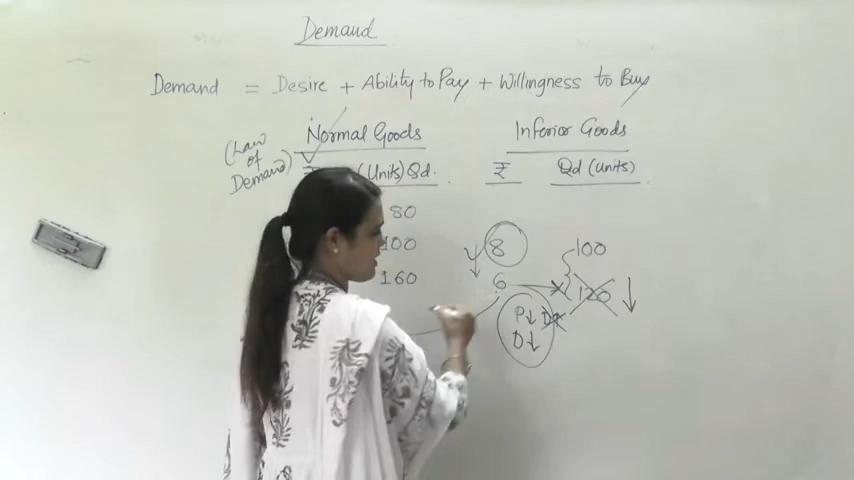 Demand
Demand = Desire + Ability to Pay + Willingness to Buy
(Law of Demand)
Normal Goods
Inferior Goods
(Units) Qd.
₹ Qd (Units)
80
100
160
8
100
6
120
P↓
D↓